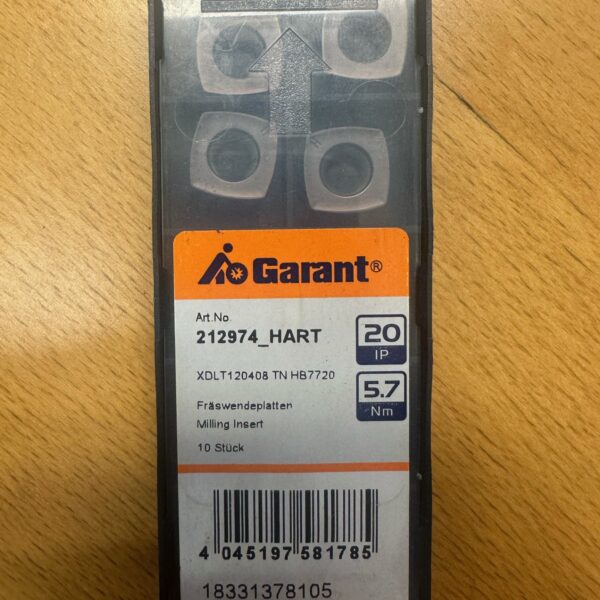 Garant®
Art.No.
212974_HART
20
IP
XDLT120408 TN HB7720
5.7
Nm
Fräswendeplatten
Milling Insert
10 Stück
4 045197 581785
18331378105